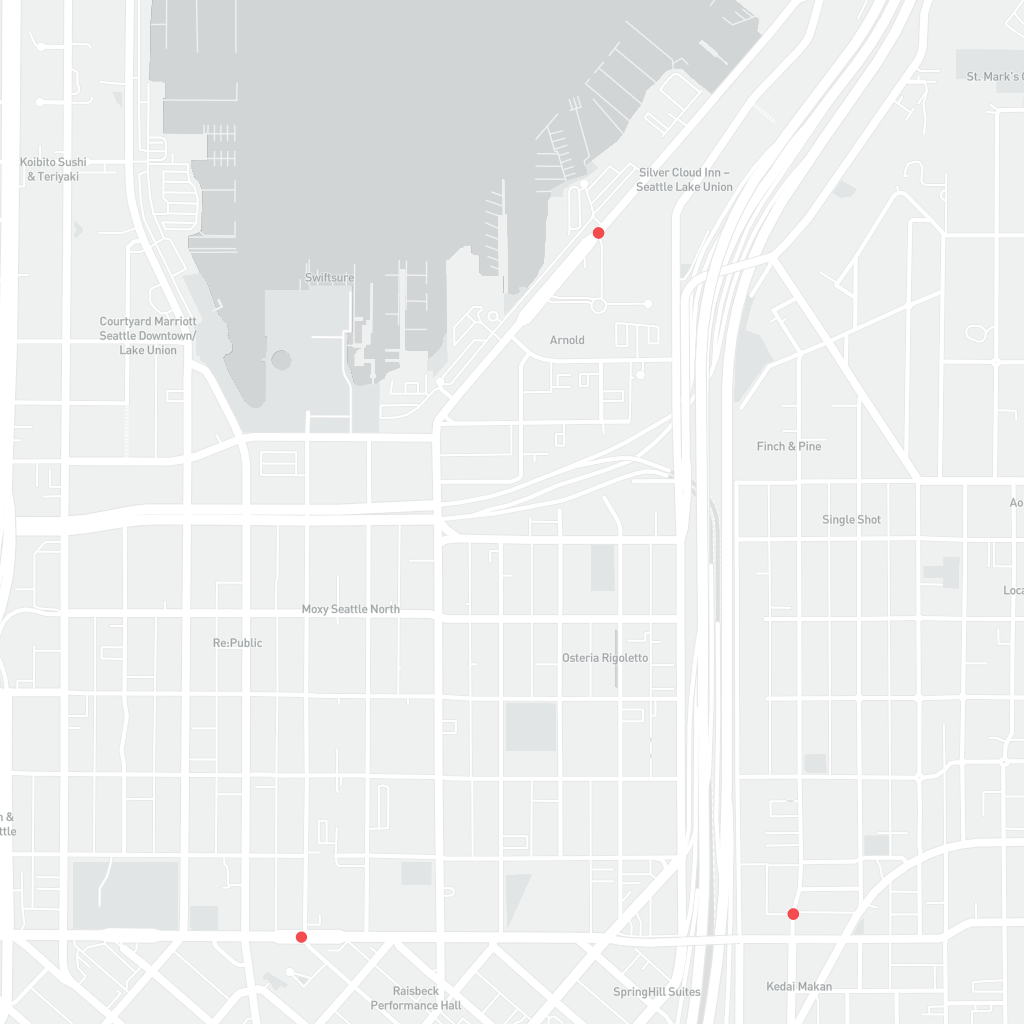 St. Mark's C
Koibito Sushi
& Teriyaki
Silver Cloud Inn –
Seattle Lake Union
Swiftsure
Courtyard Marriott
Seattle Downtown/
Lake Union
Arnold
Finch & Pine
Ao
Single Shot
Loca
Moxy Seattle North
Re:Public
Osteria Rigoletto
n &
ttle
Raisbeck
Performance Hall
SpringHill Suites
Kedai Makan